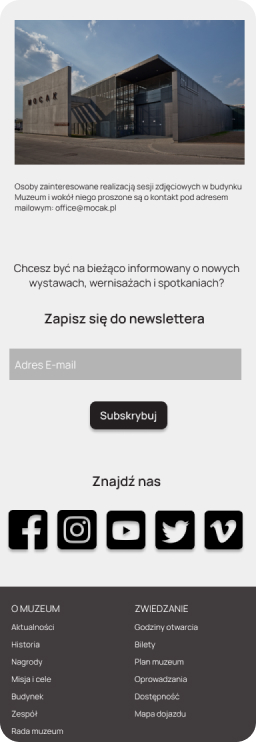 MOCAK
Osoby zainteresowane realizacją sesji zdjęciowych w budynku
Muzeum i wokół niego proszone są o kontakt pod adresem
mailowym: office@mocak.pl
Chcesz być na bieżąco informowany o nowych
wystawach, wernisażach i spotkaniach?
Zapisz się do newslettera
Adres E-mail
Subskrybuj
Znajdź nas
O MUZEUM
Aktualności
Historia
Nagrody
Misja i cele
Budynek
Zespół
Rada muzeum
ZWIEDZANIE
Godziny otwarcia
Bilety
Plan muzeum
Oprowadzania
Dostępność
Mapa dojazdu